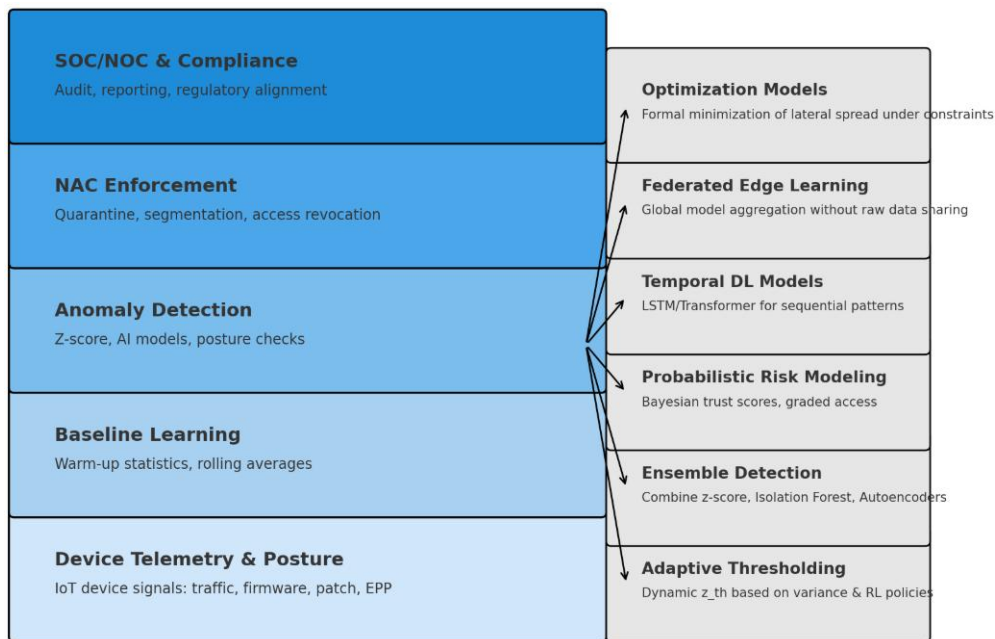 SOC/NOC & Compliance
Audit, reporting, regulatory alignment
NAC Enforcement
Quarantine, segmentation, access revocation
Anomaly Detection
Z-score, AI models, posture checks
Baseline Learning
Warm-up statistics, rolling averages
Device Telemetry & Posture
IoT device signals: traffic, firmware, patch, EPP
Optimization Models
Formal minimization of lateral spread under constraints
Federated Edge Learning
Global model aggregation without raw data sharing
Temporal DL Models
LSTM/Transformer for sequential patterns
Probabilistic Risk Modeling
Bayesian trust scores, graded access
Ensemble Detection
Combine z-score, Isolation Forest, Autoencoders
Adaptive Thresholding
Dynamic z_th based on variance & RL policies